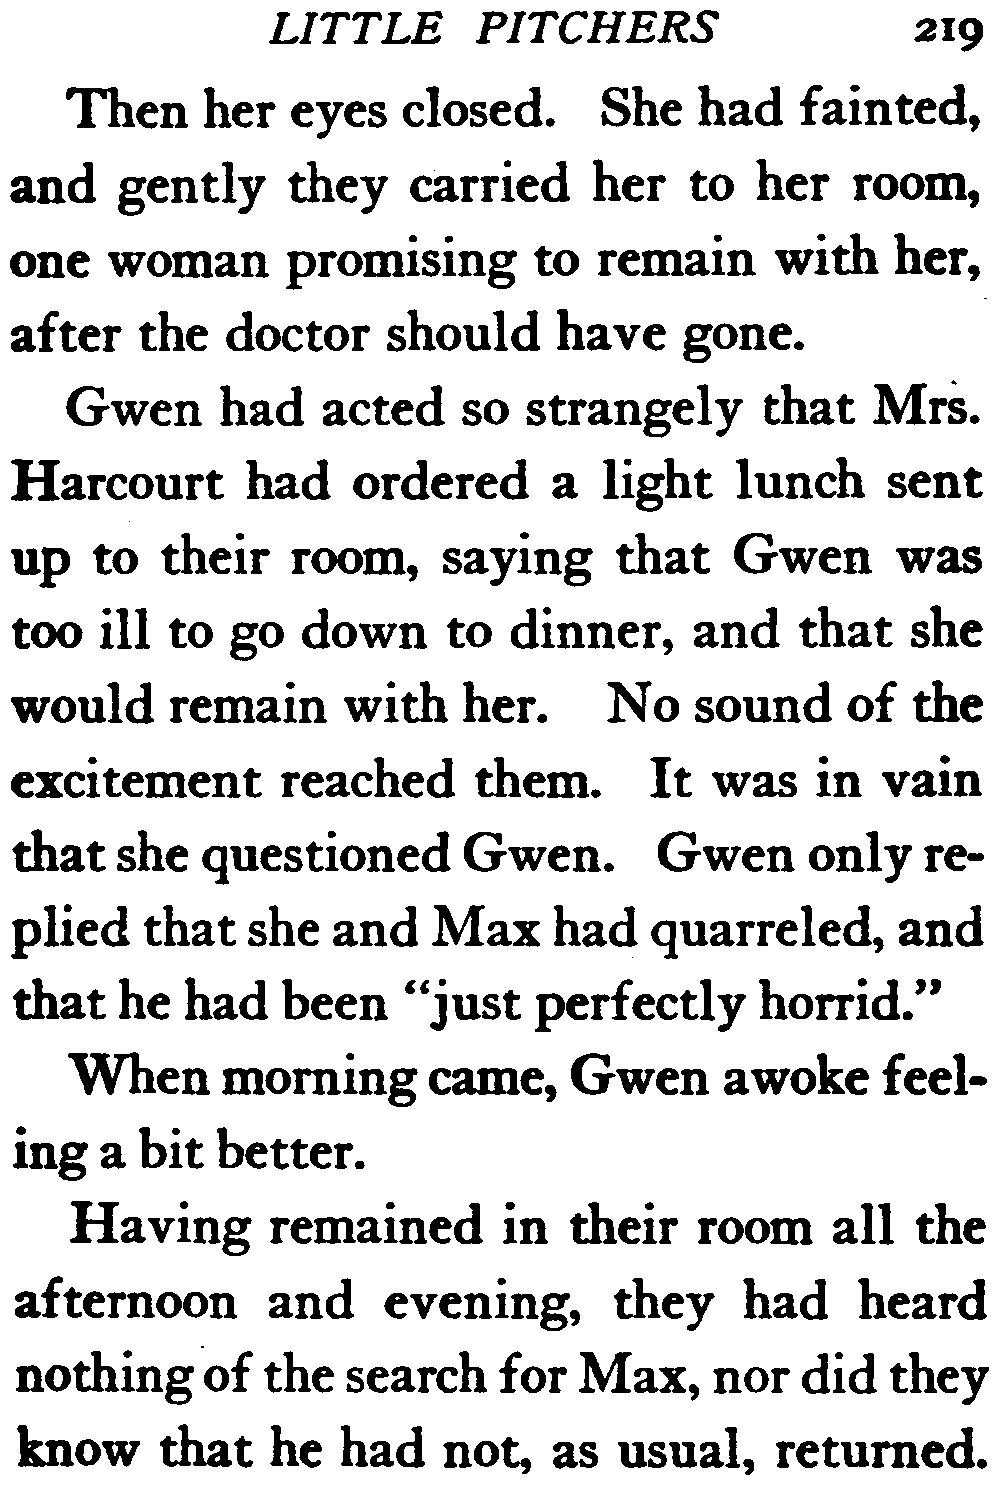 LITTLE PITCHERS 219
Then her eyes closed. She had fainted,
and gently they carried her to her room,
one woman promising to remain with her,
after the doctor should have gone.
Gwen had acted so strangely that Mrs.
Harcourt had ordered a light lunch sent
up to their room, saying that Gwen was
too ill to go down to dinner, and that she
would remain with her. No sound of the
excitement reached them. It was in vain
that she questioned Gwen. Gwen only re-
plied that she and Max had quarreled, and
that he had been “just perfectly horrid.”
When morning came, Gwen awoke feel-
ing a bit better.
Having remained in their room all the
afternoon and evening, they had heard
nothing of the search for Max, nor did they
know that he had not, as usual, returned.